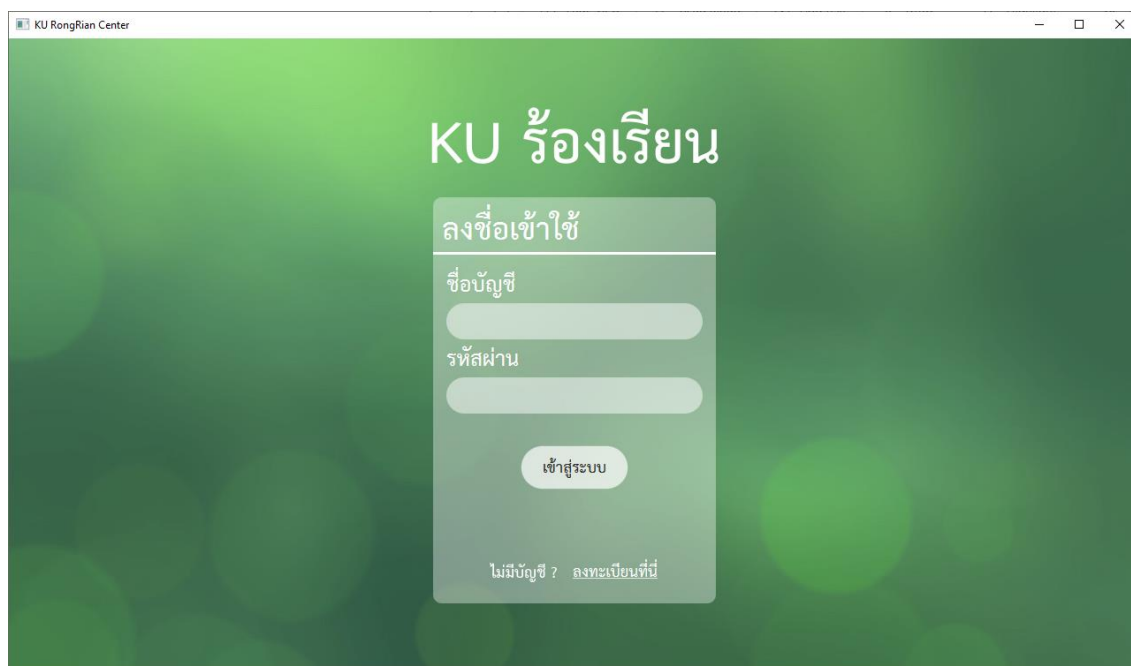 KU RongRian Center
KU ร้องเรียน
ลงชื่อเข้าใช้
ชื่อบัญชี
รหัสผ่าน
เข้าสู่ระบบ
ไม่มีบัญชี ? ลงทะเบียนที่นี่